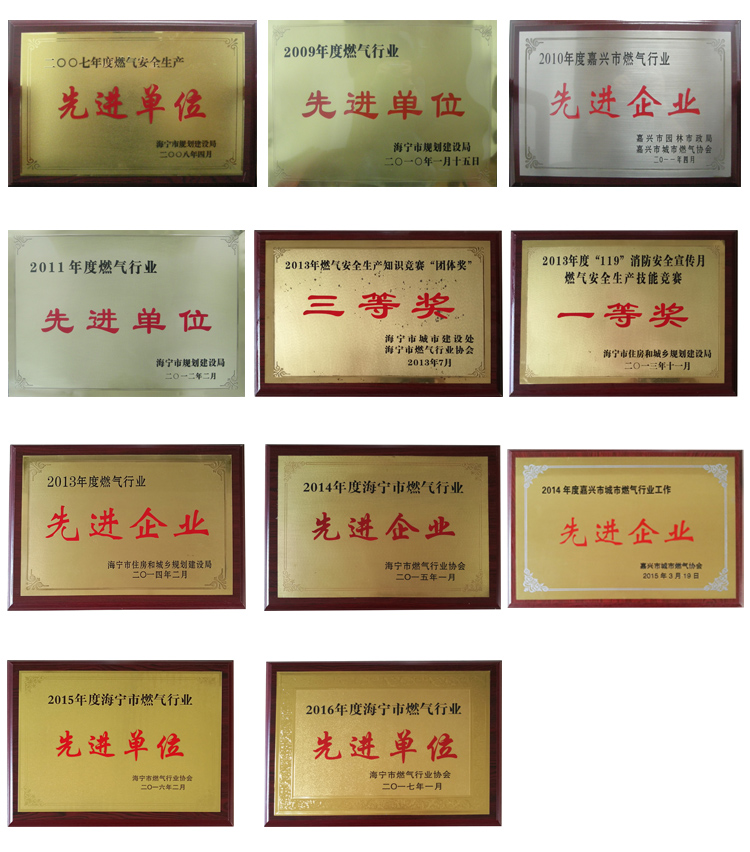 二〇〇七年度燃气安全生产
先进单位
海宁市规划建设局
二〇〇八年四月
2009年度燃气行业
先进单位
海宁市规划建设局
二〇一〇年一月十五日
2010年度嘉兴市燃气行业
先进企业
嘉兴市园林市政局
嘉兴市城市燃气协会
二〇一一年四月
2011年度燃气行业
先进单位
海宁市规划建设局
二〇一二年二月
2013年燃气安全生产知识竞赛“团体奖”
三等奖
海宁市城市建设处
海宁市燃气行业协会
2013年7月
2013年度“119”消防安全宣传月
燃气安全生产技能竞赛
一等奖
海宁市住房和城乡规划建设局
二〇一三年十一月
2013年度燃气行业
先进企业
海宁市住房和城乡规划建设局
二〇一四年二月
2014年度海宁市燃气行业
先进企业
海宁市燃气行业协会
二〇一五年一月
2014年度嘉兴市城市燃气行业工作
先进企业
嘉兴市城市燃气协会
2015年3月19日
2015年度海宁市燃气行业
先进单位
海宁市燃气行业协会
二〇一六年二月
2016年度海宁市燃气行业
先进单位
海宁市燃气行业协会
二〇一七年一月